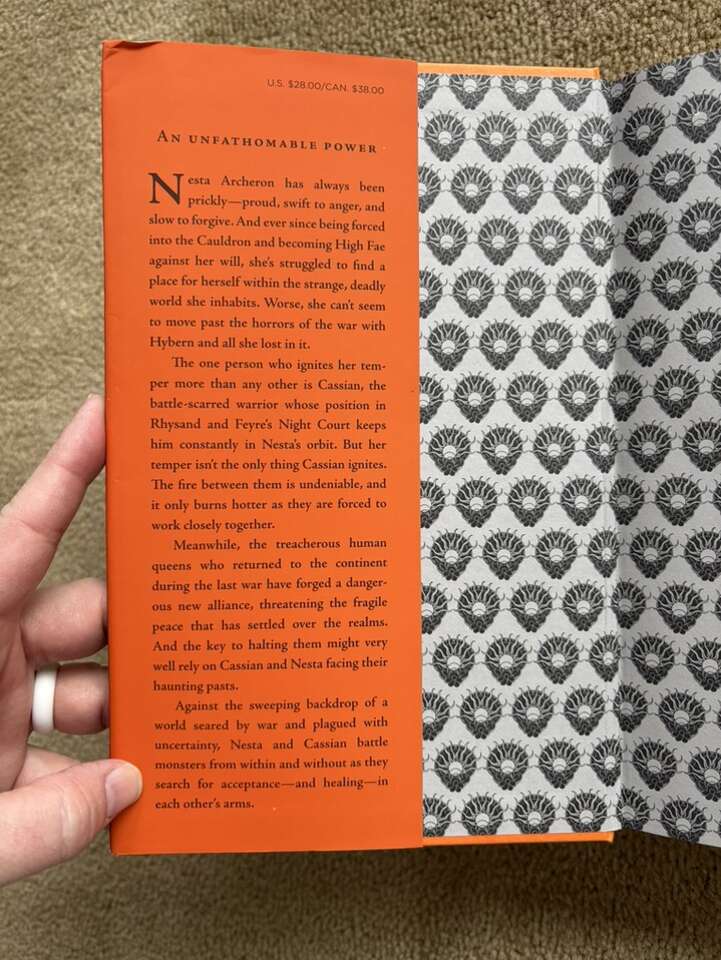 U.S. $28.00/CAN. $38.00
AN UNFATHOMABLE POWER
Nesta Archeron has always been
prickly—proud, swift to anger, and
slow to forgive. And ever since being forced
into the Cauldron and becoming High Fae
against her will, she's struggled to find a
place for herself within the strange, deadly
world she inhabits. Worse, she can't seem
to move past the horrors of the war with
Hybern and all she lost in it.
The one person who ignites her tem-
per more than any other is Cassian, the
battle-scarred warrior whose position in
Rhysand and Feyre's Night Court keeps
him constantly in Nesta's orbit. But her
temper isn't the only thing Cassian ignites.
The fire between them is undeniable, and
it only burns hotter as they are forced to
work closely together.
Meanwhile, the treacherous human
queens who returned to the continent
during the last war have forged a danger-
ous new alliance, threatening the fragile
peace that has settled over the realms.
And the key to halting them might very
well rely on Cassian and Nesta facing their
haunting pasts.
Against the sweeping backdrop of a
world seared by war and plagued with
uncertainty, Nesta and Cassian battle
monsters from within and without as they
search for acceptance—and healing—in
each other's arms.